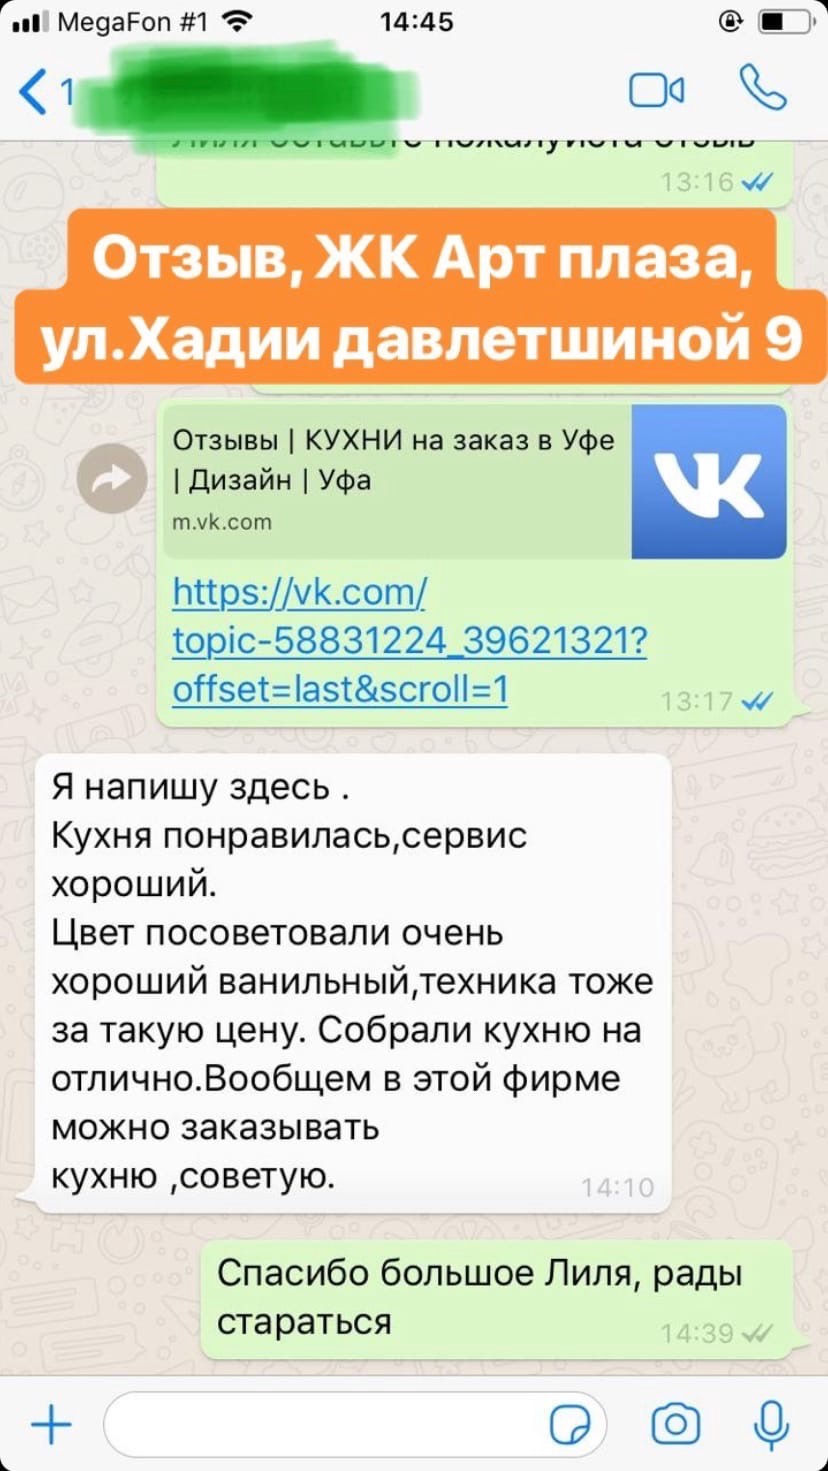 MegaFon #1
14:45
1
Лиля оставьте пожалуйста отзыв
13:16
Отзыв, ЖК Арт плаза,
ул.Хадии давлетшиной 9
Отзывы | КУХНИ на заказ в Уфе
| Дизайн | Уфа
m.vk.com
https://vk.com/
topic-58831224_39621321?
offset=last&scroll=1
13:17
Я напишу здесь .
Кухня понравилась,сервис
хороший.
Цвет посоветовали очень
хороший ванильный,техника тоже
за такую цену. Собрали кухню на
отлично.Вообщем в этой фирме
можно заказывать
кухню ,советую.
14:10
Спасибо большое Лиля, рады
стараться
14:39